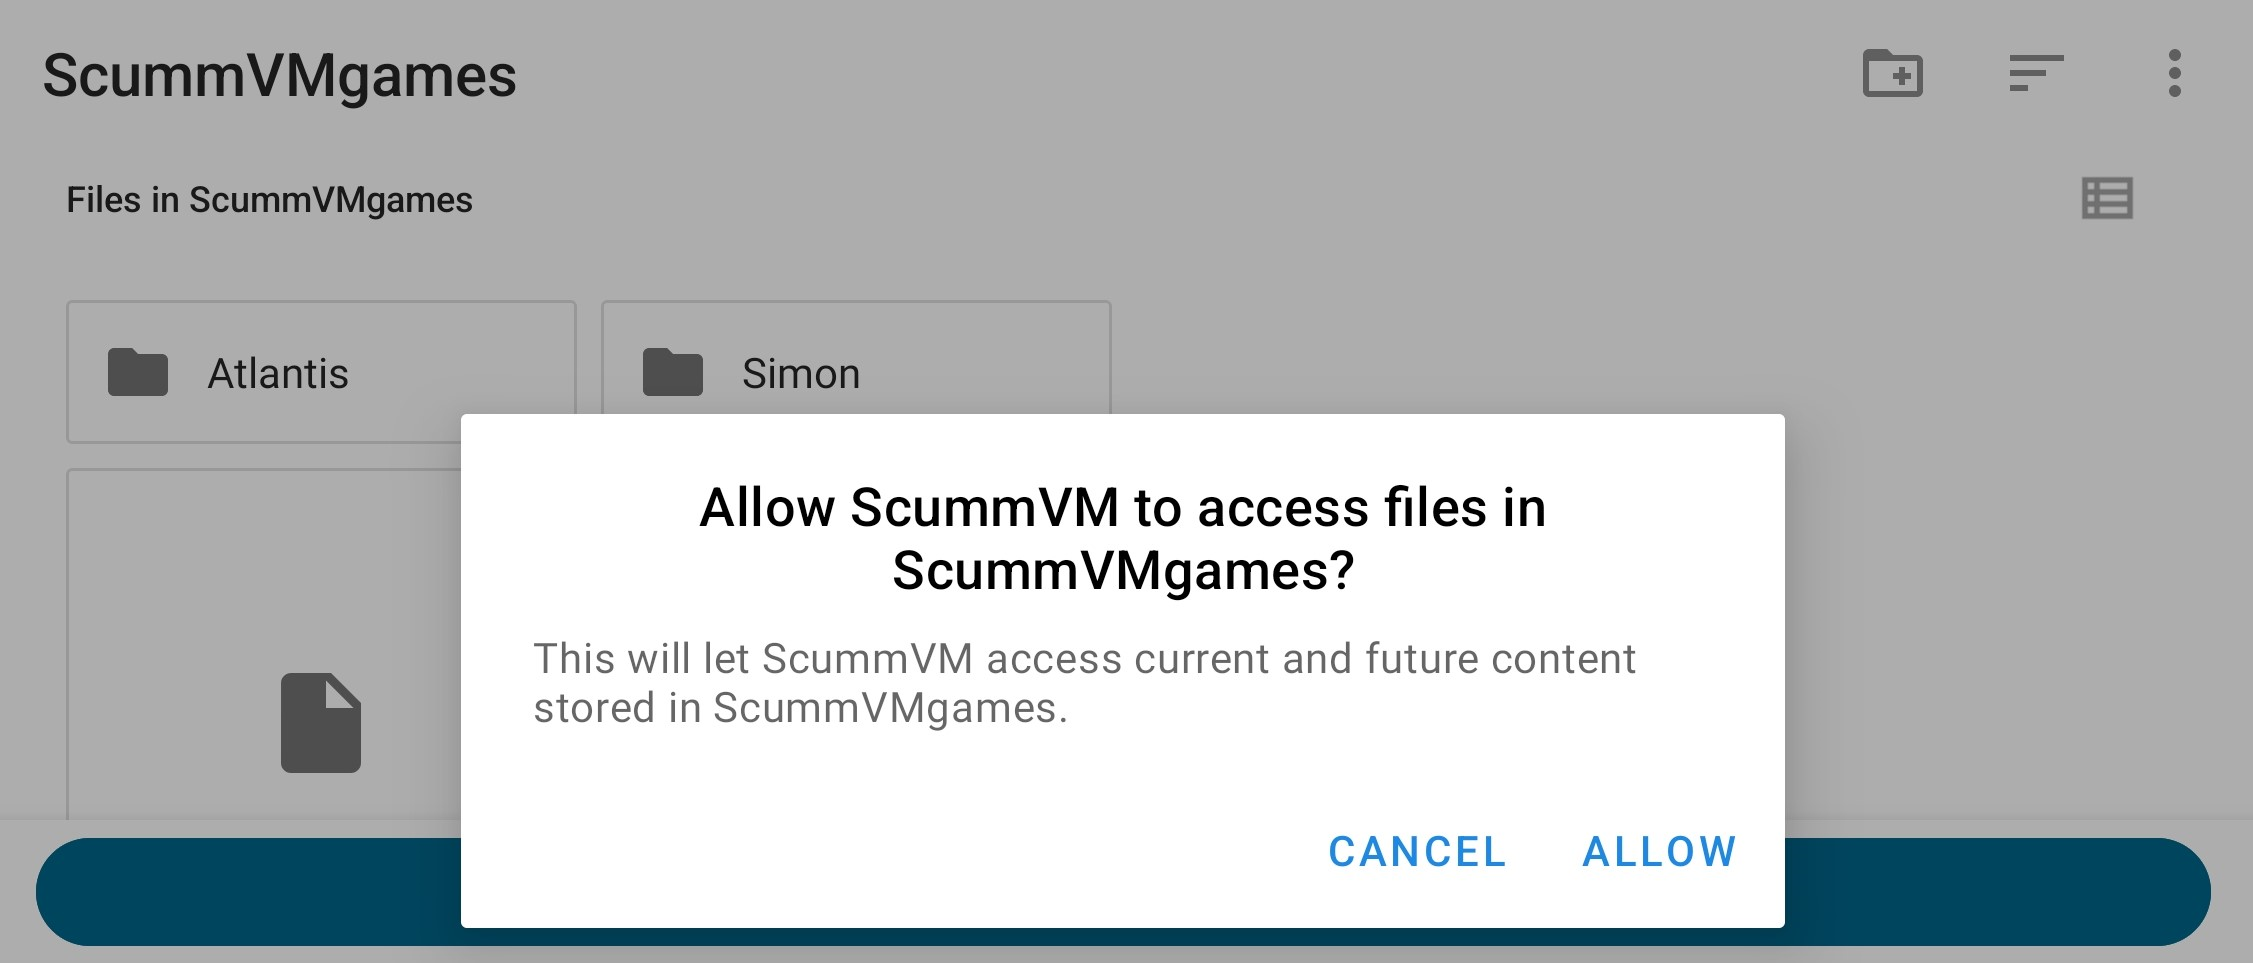 ScummVMgames
Files in ScummVMgames
Atlantis
Simon
Allow ScummVM to access files in
ScummVMgames?
This will let ScummVM access current and future content
stored in ScummVMgames.
CANCEL
ALLOW